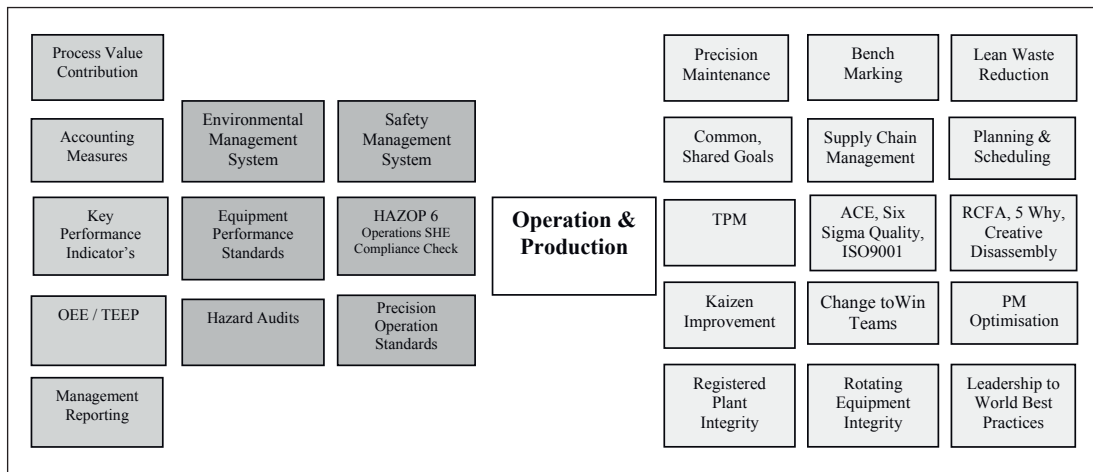 Process Value
Contribution
Accounting
Measures
Key
Performance
Indicator's
OEE / TEEP
Management
Reporting
Environmental
Management
System
Equipment
Performance
Standards
Hazard Audits
Safety
Management
System
HAZOP 6
Operations SHE
Compliance Check
Precision
Operation
Standards
Operation &
Production
Precision
Maintenance
Common,
Shared Goals
TPM
Kaizen
Improvement
Registered
Plant
Integrity
Bench
Marking
Supply Chain
Management
ACE, Six
Sigma Quality,
ISO9001
Change toWin
Teams
Rotating
Equipment
Integrity
Lean Waste
Reduction
Planning &
Scheduling
RCFA, 5 Why,
Creative
Disassembly
PM
Optimisation
Leadership to
World Best
Practices